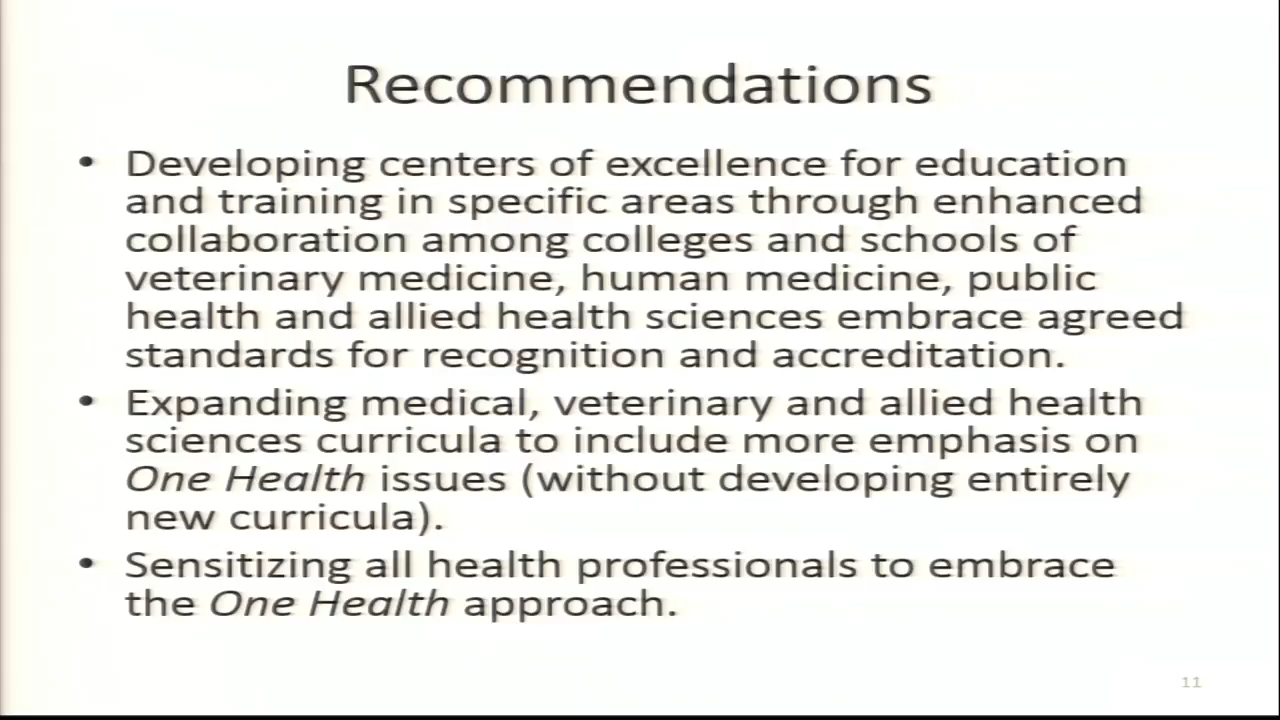 Recommendations
• Developing centers of excellence for education
and training in specific areas through enhanced
collaboration among colleges and schools of
veterinary medicine, human medicine, public
health and allied health sciences embrace agreed
standards for recognition and accreditation.
• Expanding medical, veterinary and allied health
sciences curricula to include more emphasis on
One Health issues (without developing entirely
new curricula).
• Sensitizing all health professionals to embrace
the One Health approach.
11